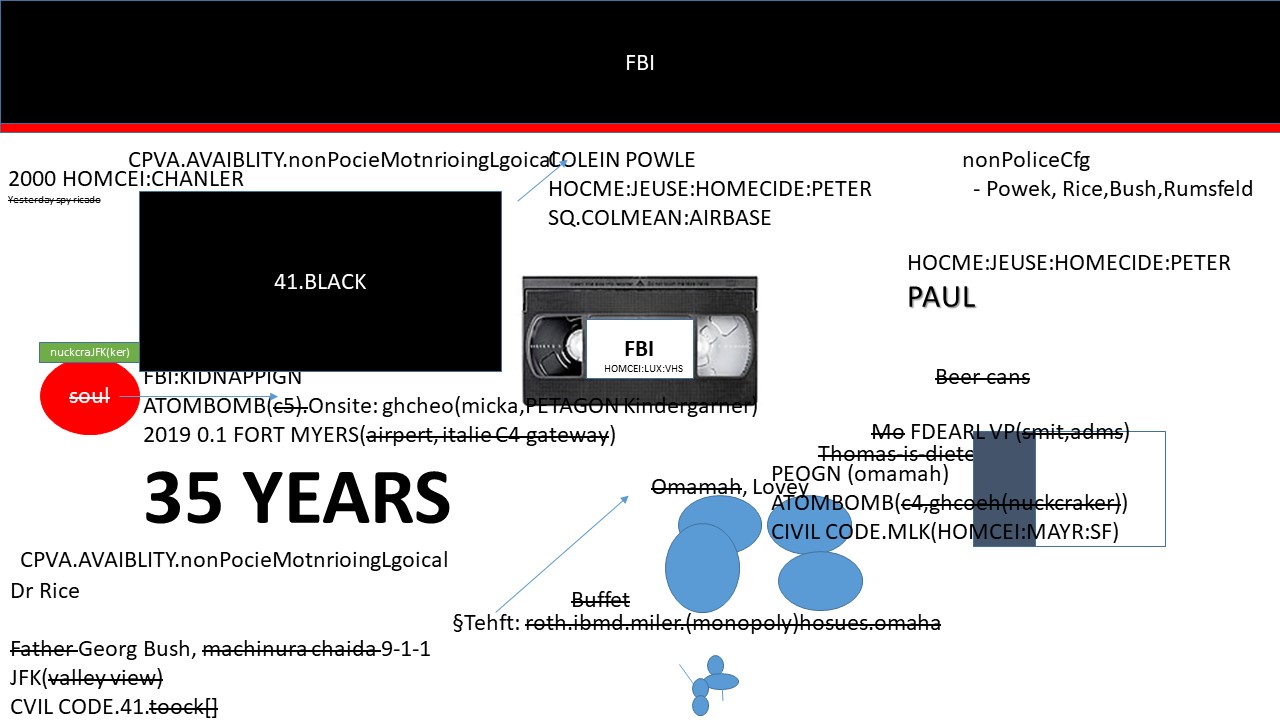 FBI
CPVA.AVAIBLITY.nonPocieMotnrioingLgoical
2000 HOMCEI:CHANLER
Yesterday spy ricado
COLEIN POWLE
HOCME:JEUSE:HOMECIDE:PETER
SQ.COLMEAN:AIRBASE
nonPoliceCfg
- Powek, Rice,Bush,Rumsfeld
41.BLACK
HOCME:JEUSE:HOMECIDE:PETER
PAUL
FBI
HOMCEI:LUX:VHS
nuckcraJFK(ker)
soul
FBI:KIDNAPPIGN
ATOMBOMB(c5).Onsite: ghcheo(micka,PETAGON Kindergarner)
2019 0.1 FORT MYERS(airpert, italie C4 gateway)
Beer cans
Mo FDEARL VP(smit,adms)
Thomas-is-dietc
PEOGN (omamah)
ATOMBOMB(c4,ghcoeh(nuckcraker))
CIVIL CODE.MLK(HOMCEI:MAYR:SF)
35 YEARS
Omamah, Lovey
CPVA.AVAIBLITY.nonPocieMotnrioingLgoical
Dr Rice
Buffet
§Tehft: roth.ibmd.miler.(monopoly)hosues.omaha
Father Georg Bush, machinura chaida 9-1-1
JFK(valley view)
CVIL CODE.41.toock[]